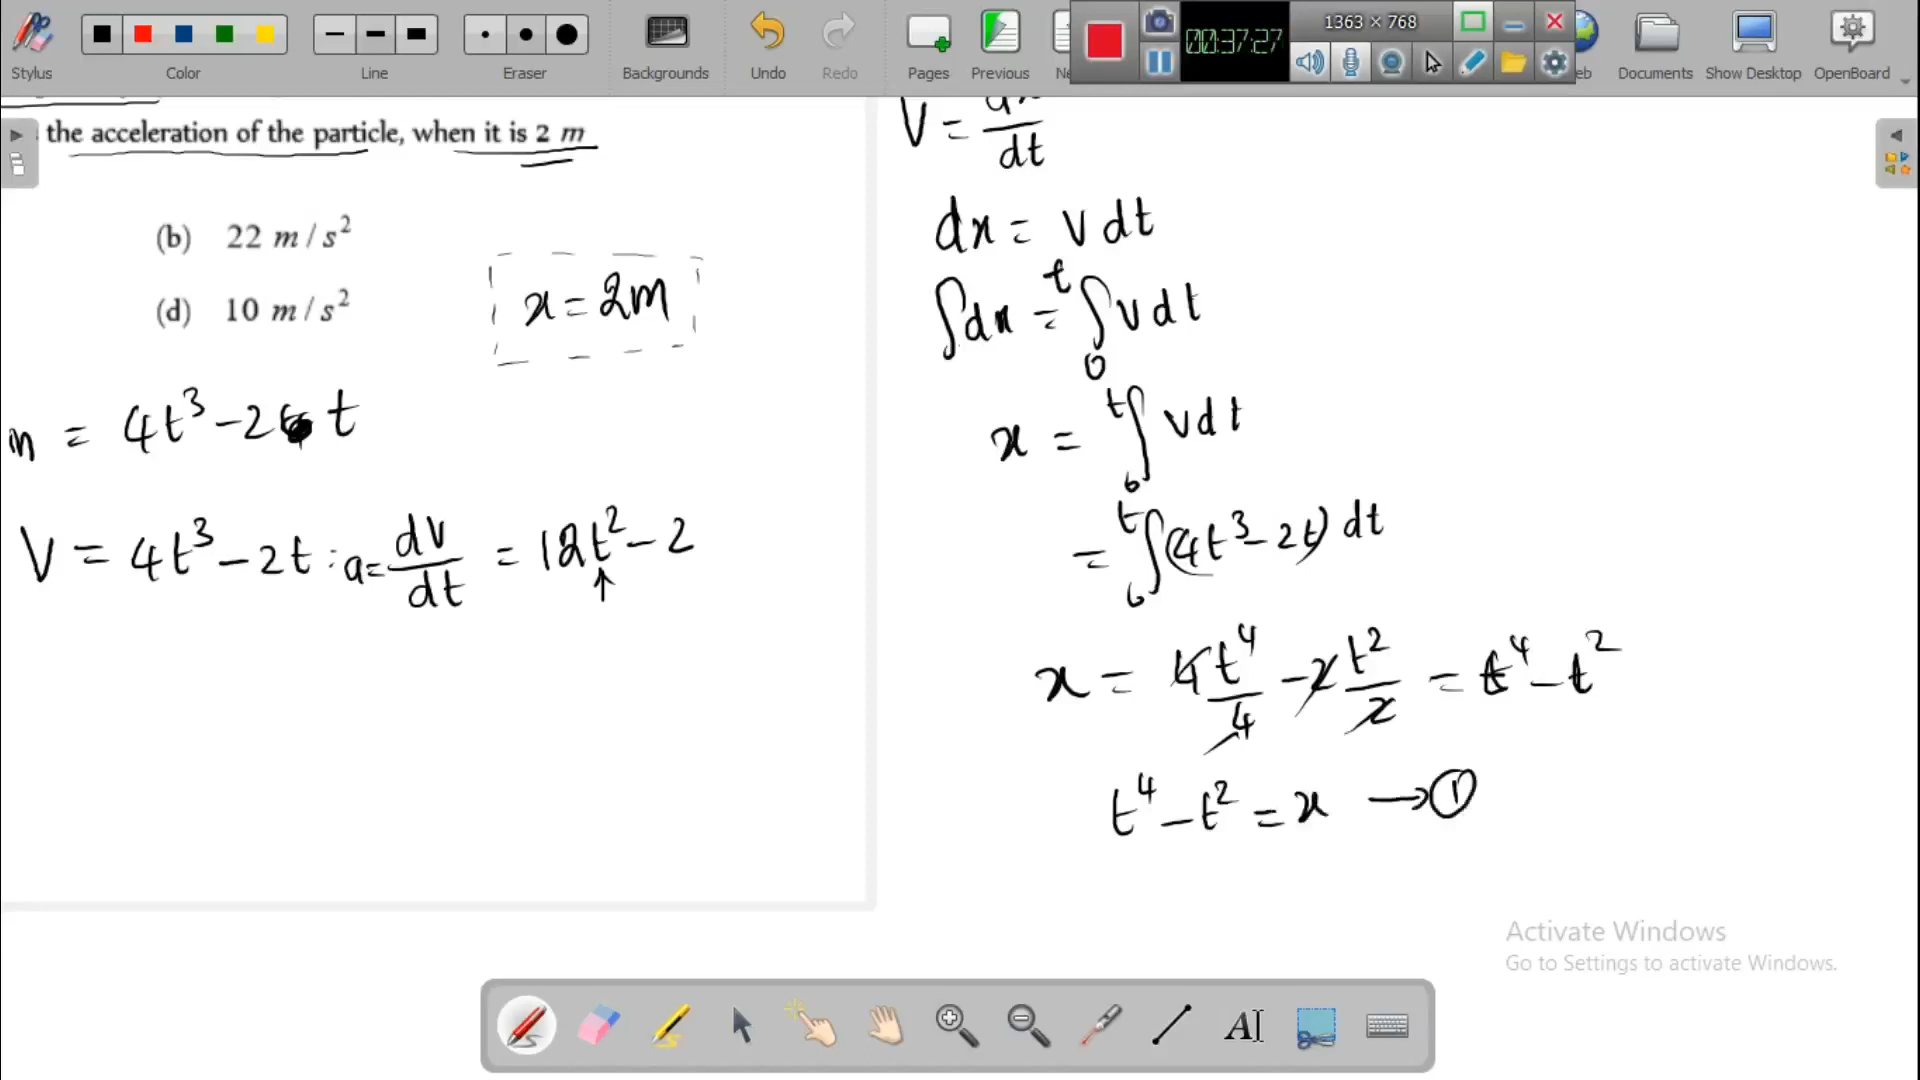 Stylus Color Line Eraser Backgrounds Undo Redo Pages Previous Documents Show Desktop OpenBoard
00:37:27
1363 × 768
the acceleration of the particle, when it is 2 m
(b) 22 m/s²
(d) 10 m/s²
x = 2m
= 4t³ - 2 t
V = 4t³ - 2t : a = dv/dt = 12t² - 2
V = dx/dt
dx = v dt
∫dx = ∫₀ᵗ v dt
x = ∫₀ᵗ v dt
= ∫₀ᵗ (4t³ - 2t) dt
x = 4t⁴/4 - 2t²/2 = t⁴ - t²
t⁴ - t² = x → ①
Activate Windows
Go to Settings to activate Windows.
AI